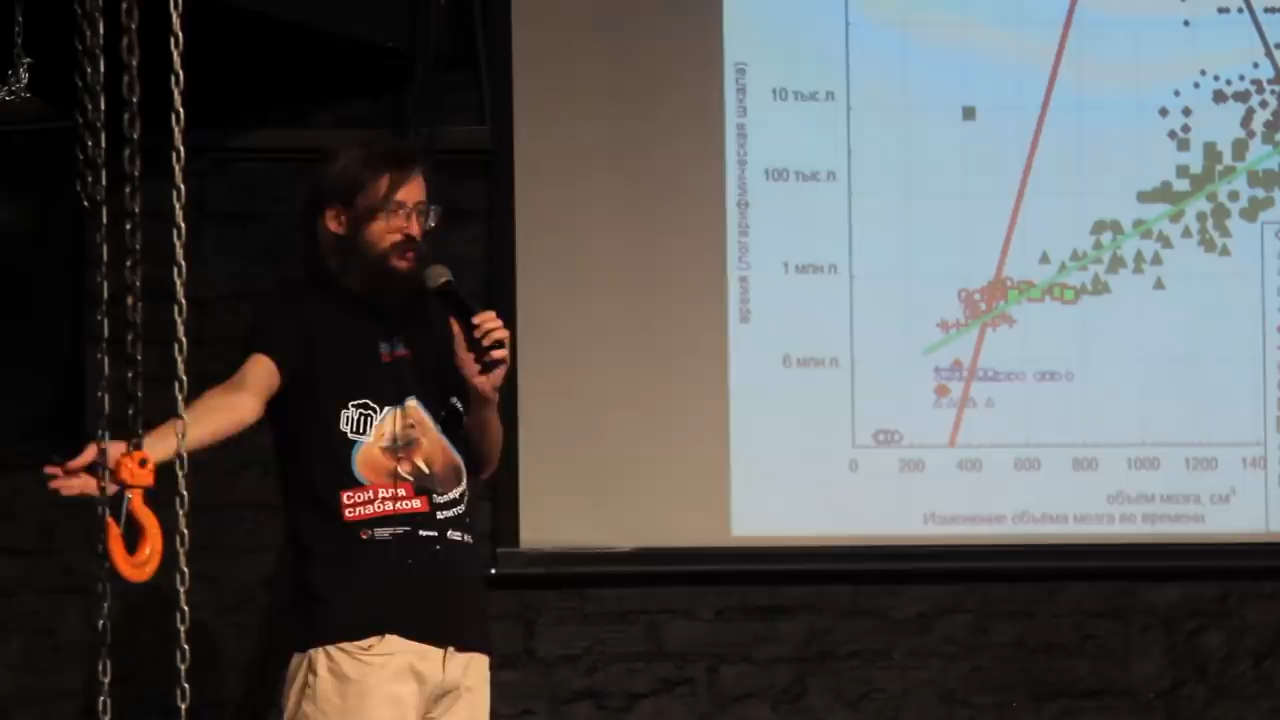 время (логарифмическая шкала)
10 тыс.л.
100 тыс.л.
1 млн.л.
6 млн.л.
0 200 400 600 800 1000 1200
объём мозга, см³
Изменение объёма мозга во времени
Сон для
слабаков